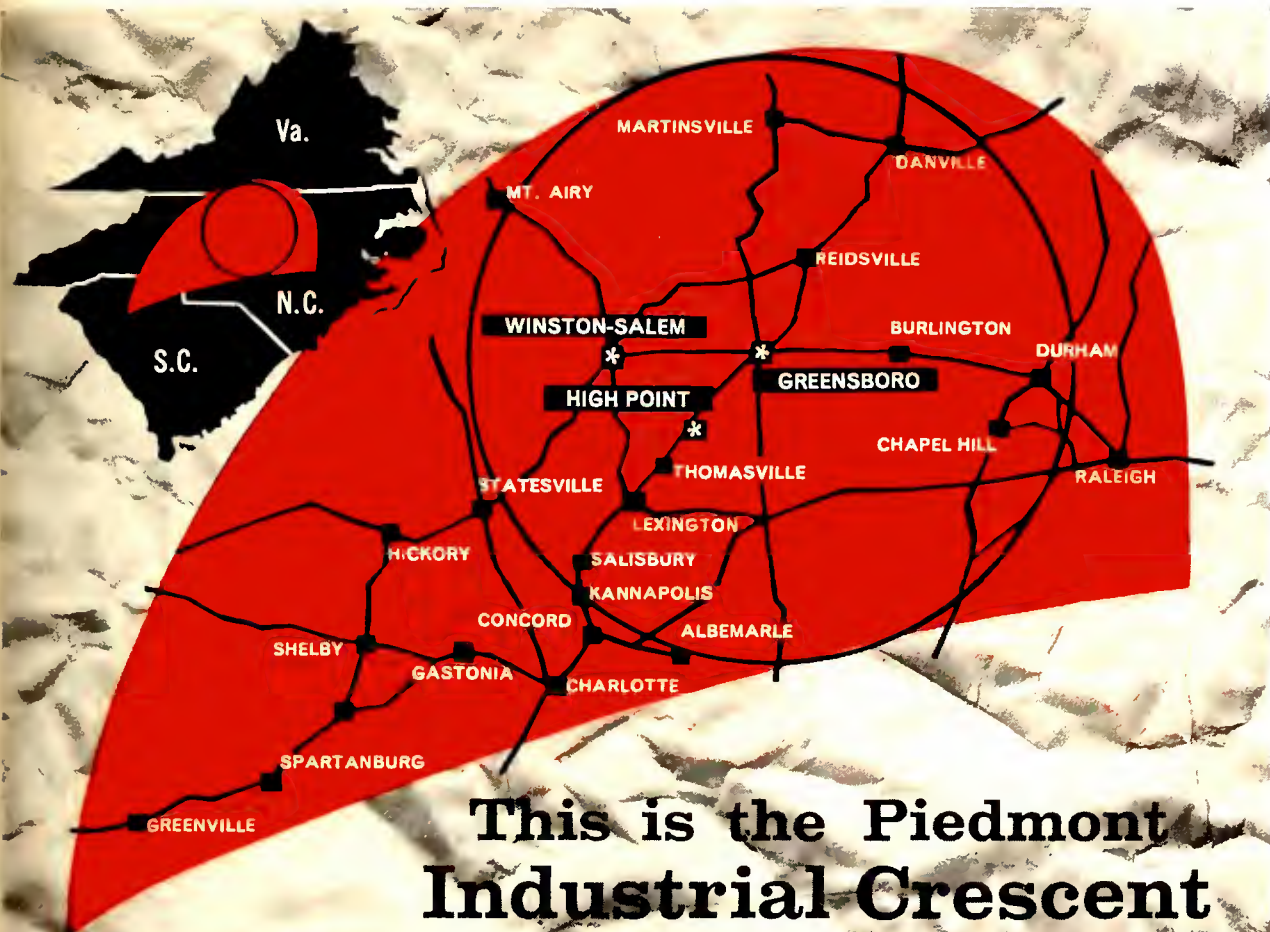 Va.
N.C.
S.C.
MARTINSVILLE
DANVILLE
MT. AIRY
REIDSVILLE
WINSTON-SALEM
*
*
BURLINGTON
DURHAM
GREENSBORO
HIGH POINT
*
CHAPEL HILL
THOMASVILLE
RALEIGH
STATESVILLE
LEXINGTON
HICKORY
SALISBURY
KANNAPOLIS
CONCORD
ALBEMARLE
SHELBY
GASTONIA
CHARLOTTE
SPARTANBURG
GREENVILLE
This is the Piedmont
Industrial Crescent